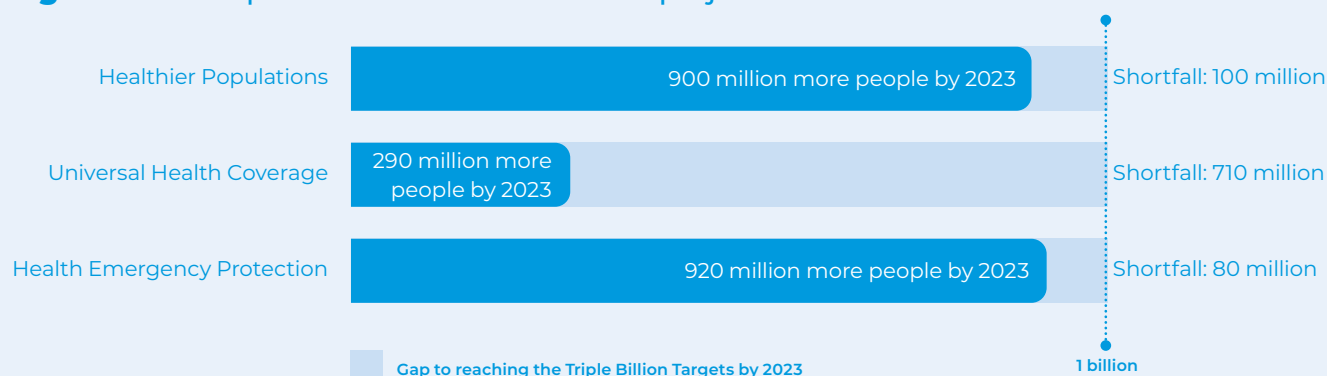 Healthier Populations
900 million more people by 2023
Shortfall: 100 million
Universal Health Coverage
290 million more
people by 2023
Shortfall: 710 million
Health Emergency Protection
920 million more people by 2023
Shortfall: 80 million
1 billion
Gap to reaching the Triple Billion Targets by 2023